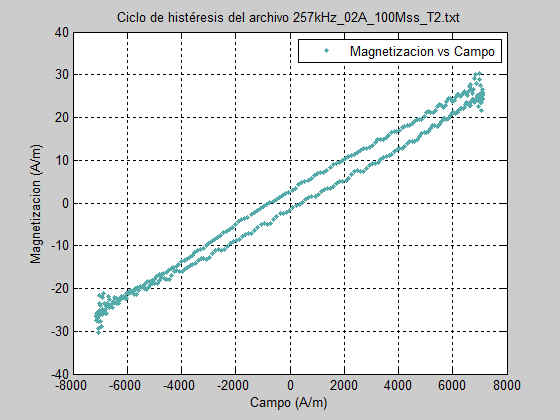 Ciclo de histéresis del archivo 257kHz_02A_100Mss_T2.txt
Magnetizacion vs Campo
Magnetizacion (A/m)
40
30
20
10
0
-10
-20
-30
-40
-8000 -6000 -4000 -2000 0 2000 4000 6000 8000
Campo (A/m)